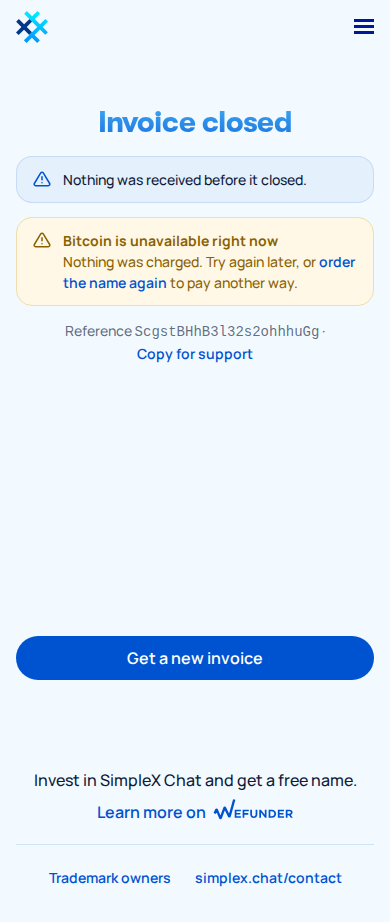 Invoice closed
Nothing was received before it closed.
Bitcoin is unavailable right now
Nothing was charged. Try again later, or order
the name again to pay another way.
Reference ScgstBHhB3l32s2ohhhuGg ·
Copy for support
Get a new invoice
Invest in SimpleX Chat and get a free name.
Learn more on WEFUNDER
Trademark owners simplex.chat/contact